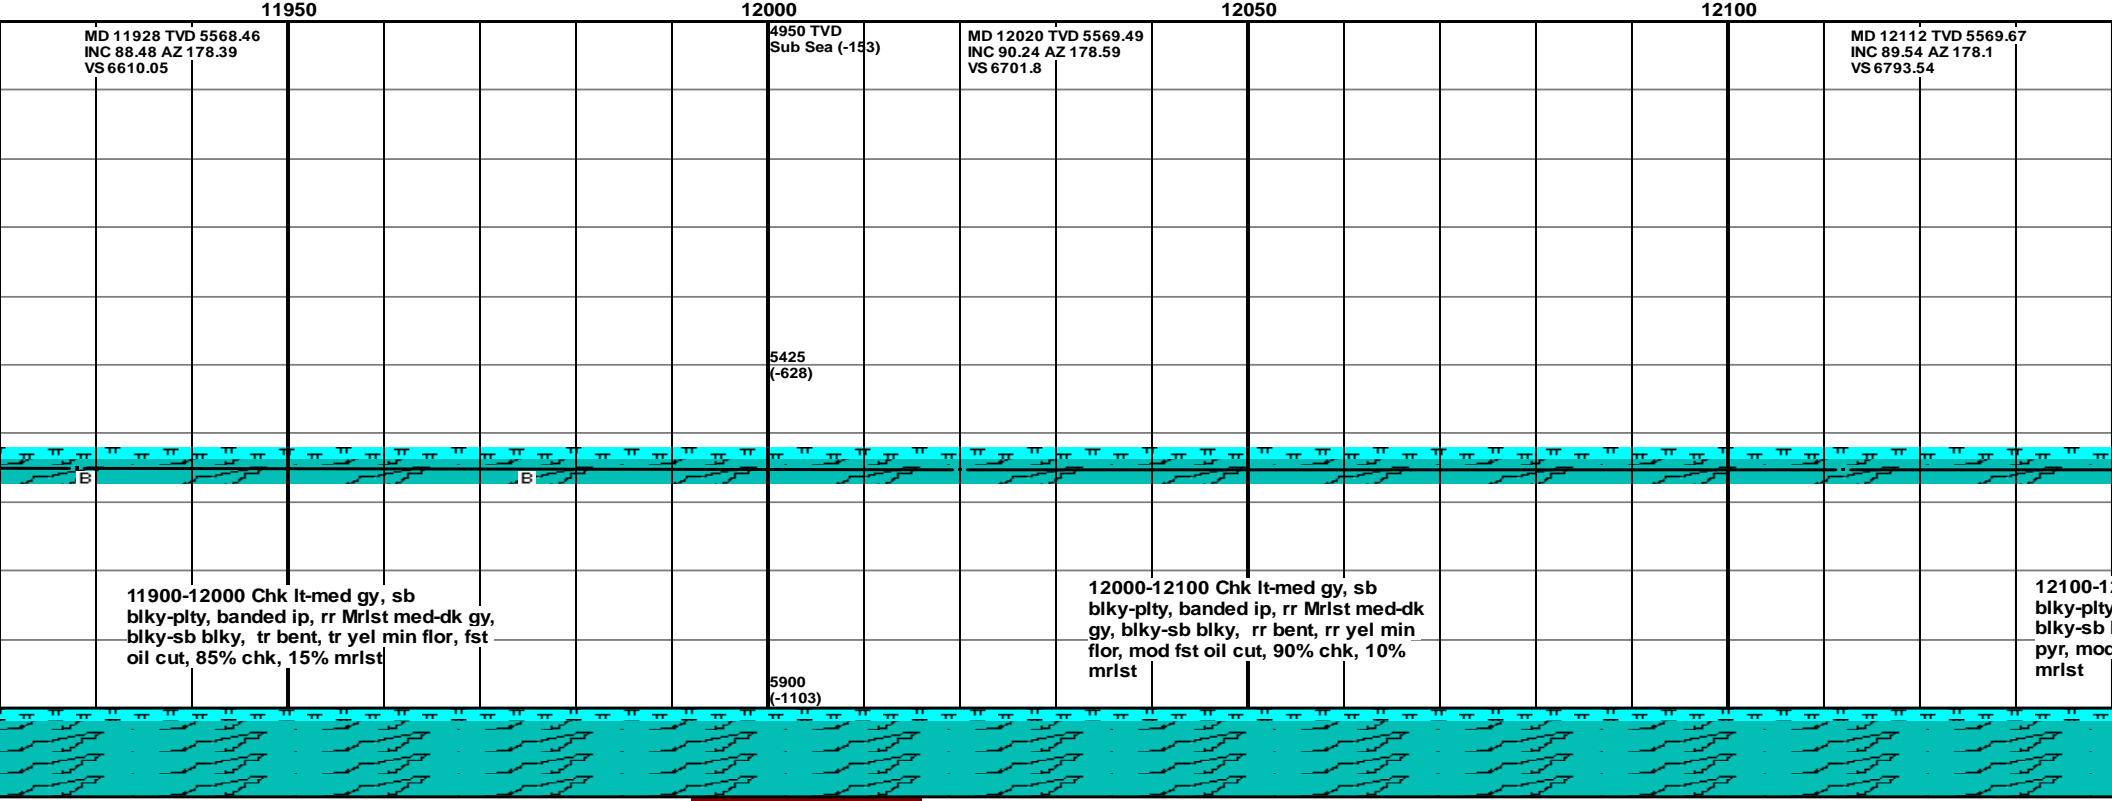 11950 12000 12050 12100
MD 11928 TVD 5568.46
INC 88.48 AZ 178.39
VS 6610.05
4950 TVD
Sub Sea (-153)
MD 12020 TVD 5569.49
INC 90.24 AZ 178.59
VS 6701.8
MD 12112 TVD 5569.67
INC 89.54 AZ 178.1
VS 6793.54
5425
(-628)
B B
11900-12000 Chk lt-med gy, sb
blky-plty, banded ip, rr Mrlst med-dk gy,
blky-sb blky, tr bent, tr yel min flor, fst
oil cut, 85% chk, 15% mrlst
12000-12100 Chk lt-med gy, sb
blky-plty, banded ip, rr Mrlst med-dk
gy, blky-sb blky, rr bent, rr yel min
flor, mod fst oil cut, 90% chk, 10%
mrlst
12100-1
blky-plty
blky-sb
pyr, mod
mrlst
5900
(-1103)